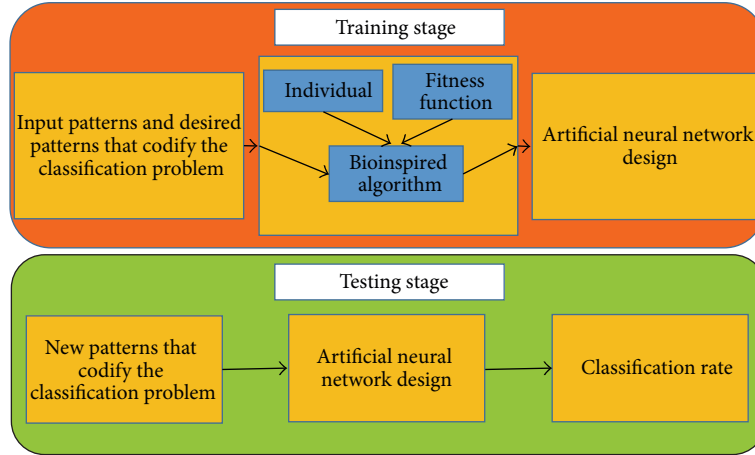 Training stage
Input patterns and desired
patterns that codify the
classification problem
Individual
Fitness
function
Bioinspired
algorithm
Artificial neural network
design
Testing stage
New patterns that
codify the
classification problem
Artificial neural
network design
Classification rate